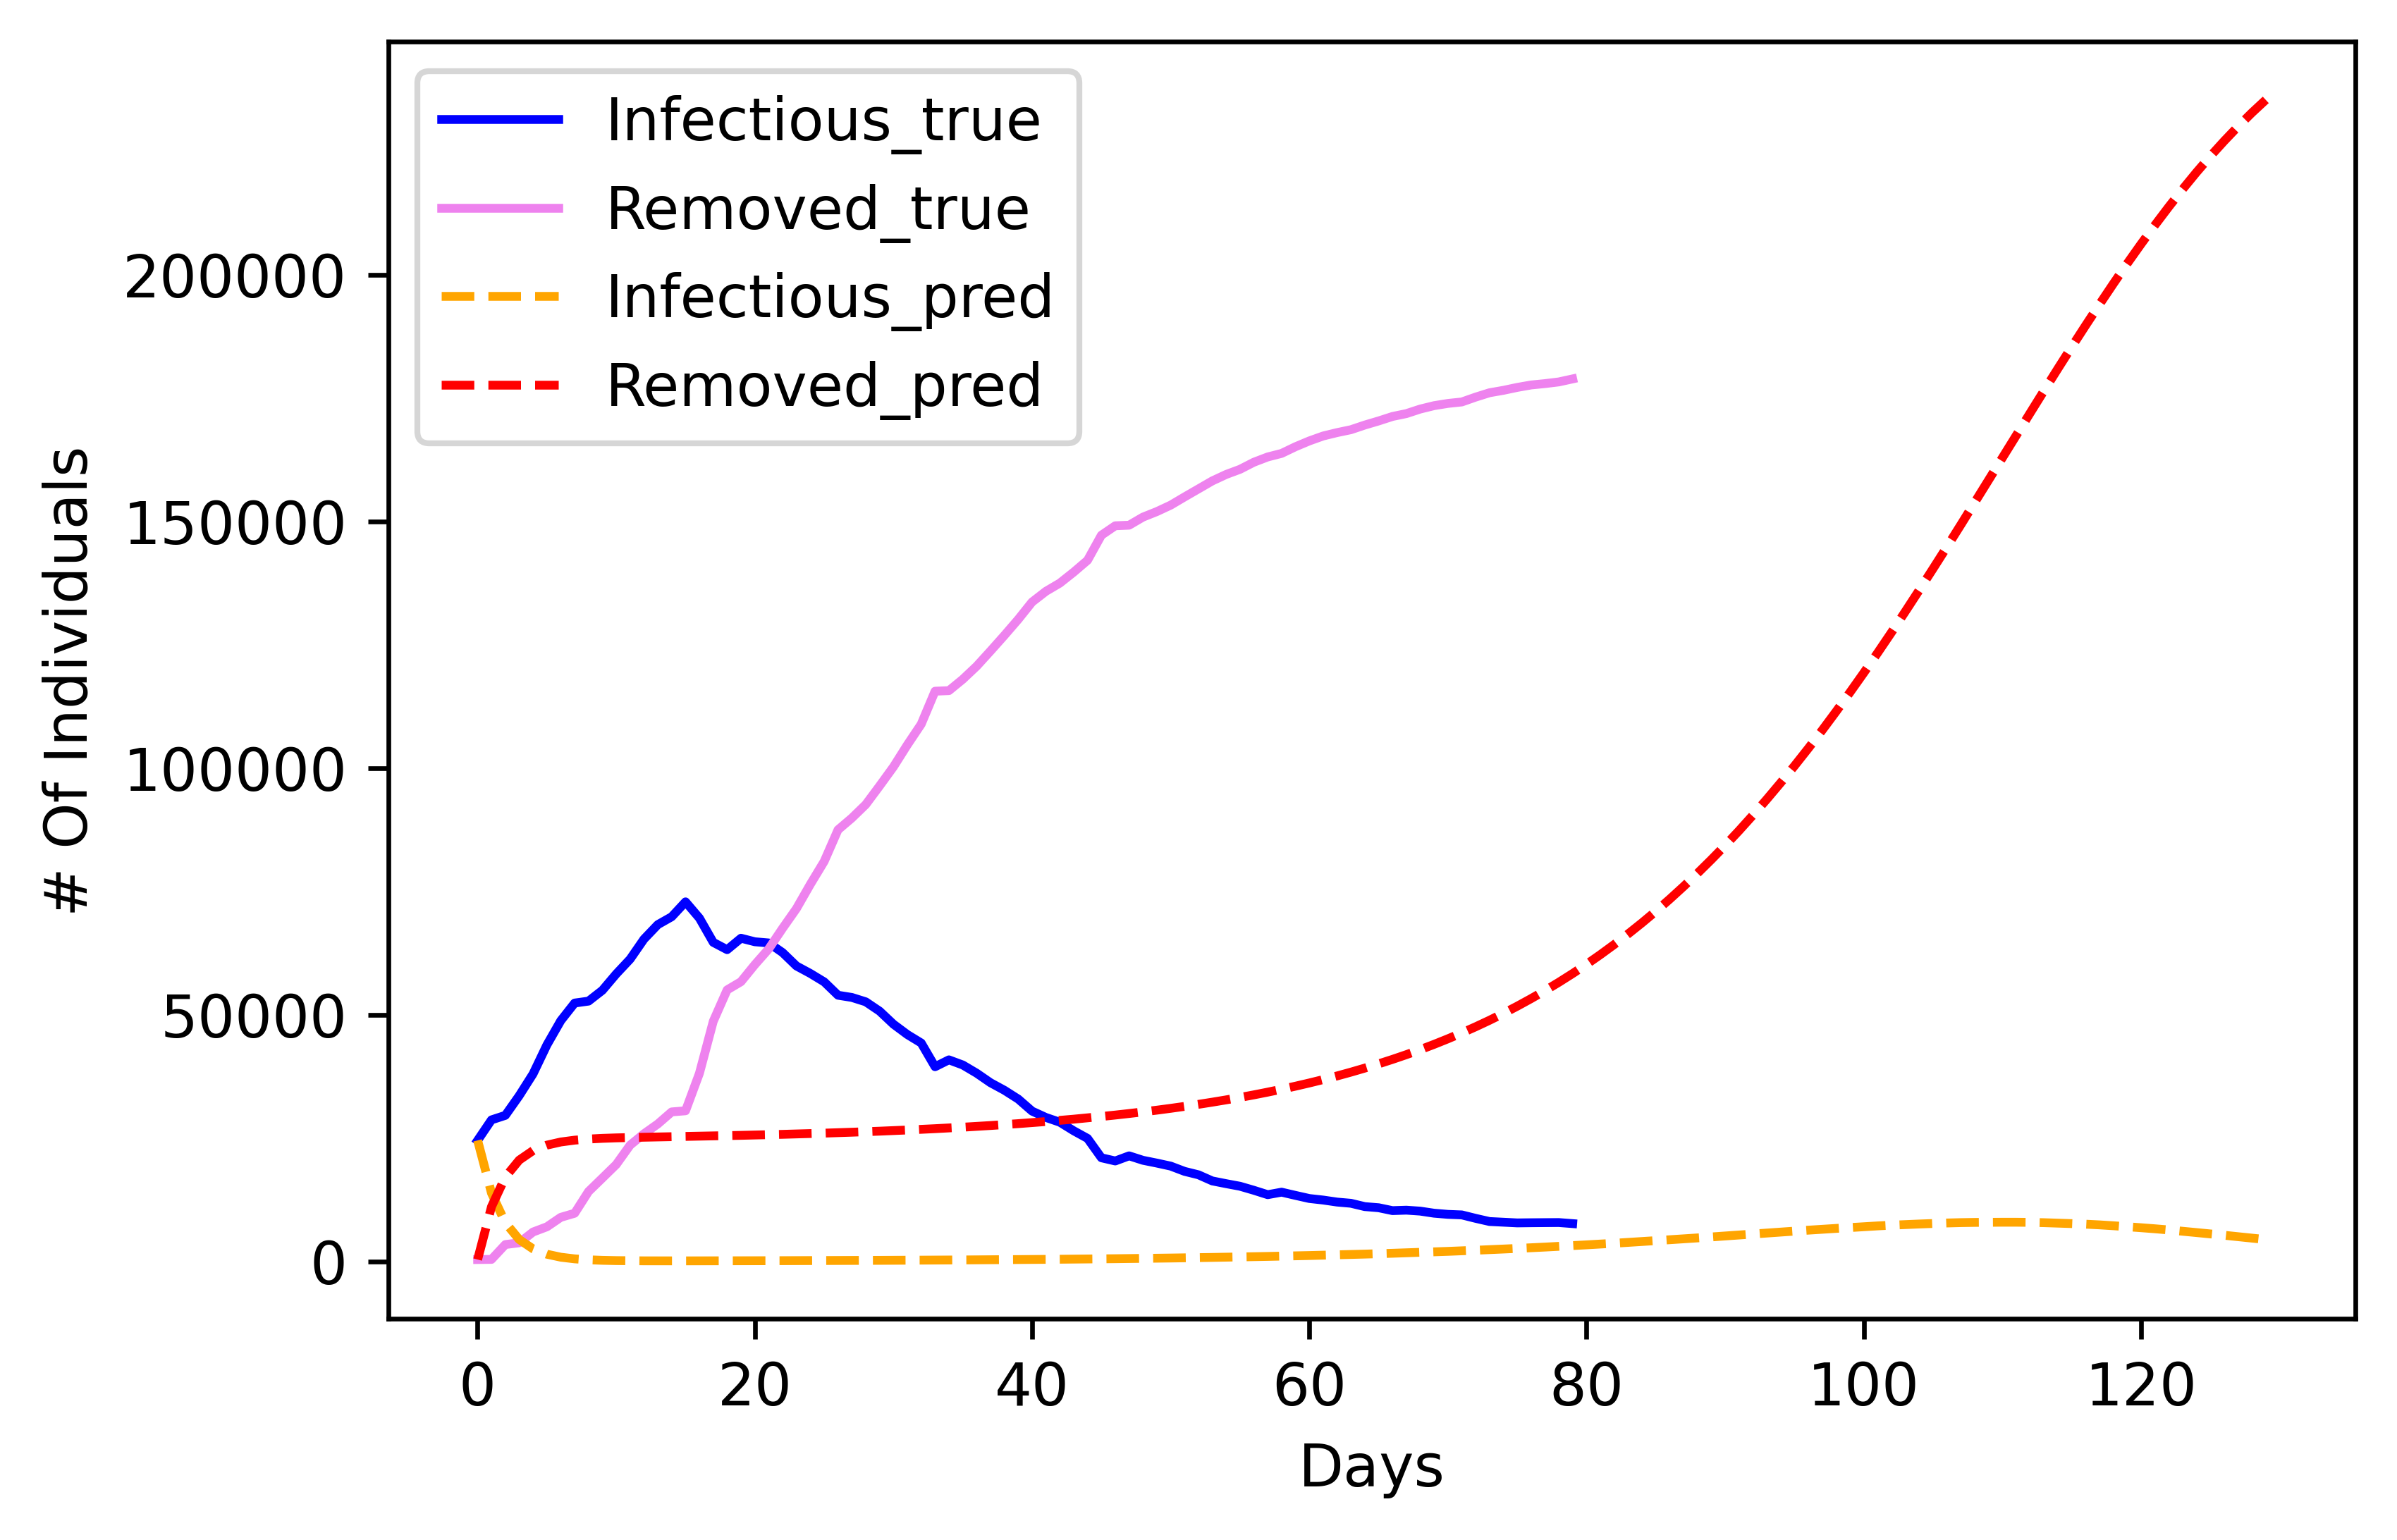 Infectious_true
Removed_true
Infectious_pred
Removed_pred
# Of Individuals
200000
150000
100000
50000
0
0 20 40 60 80 100 120
Days